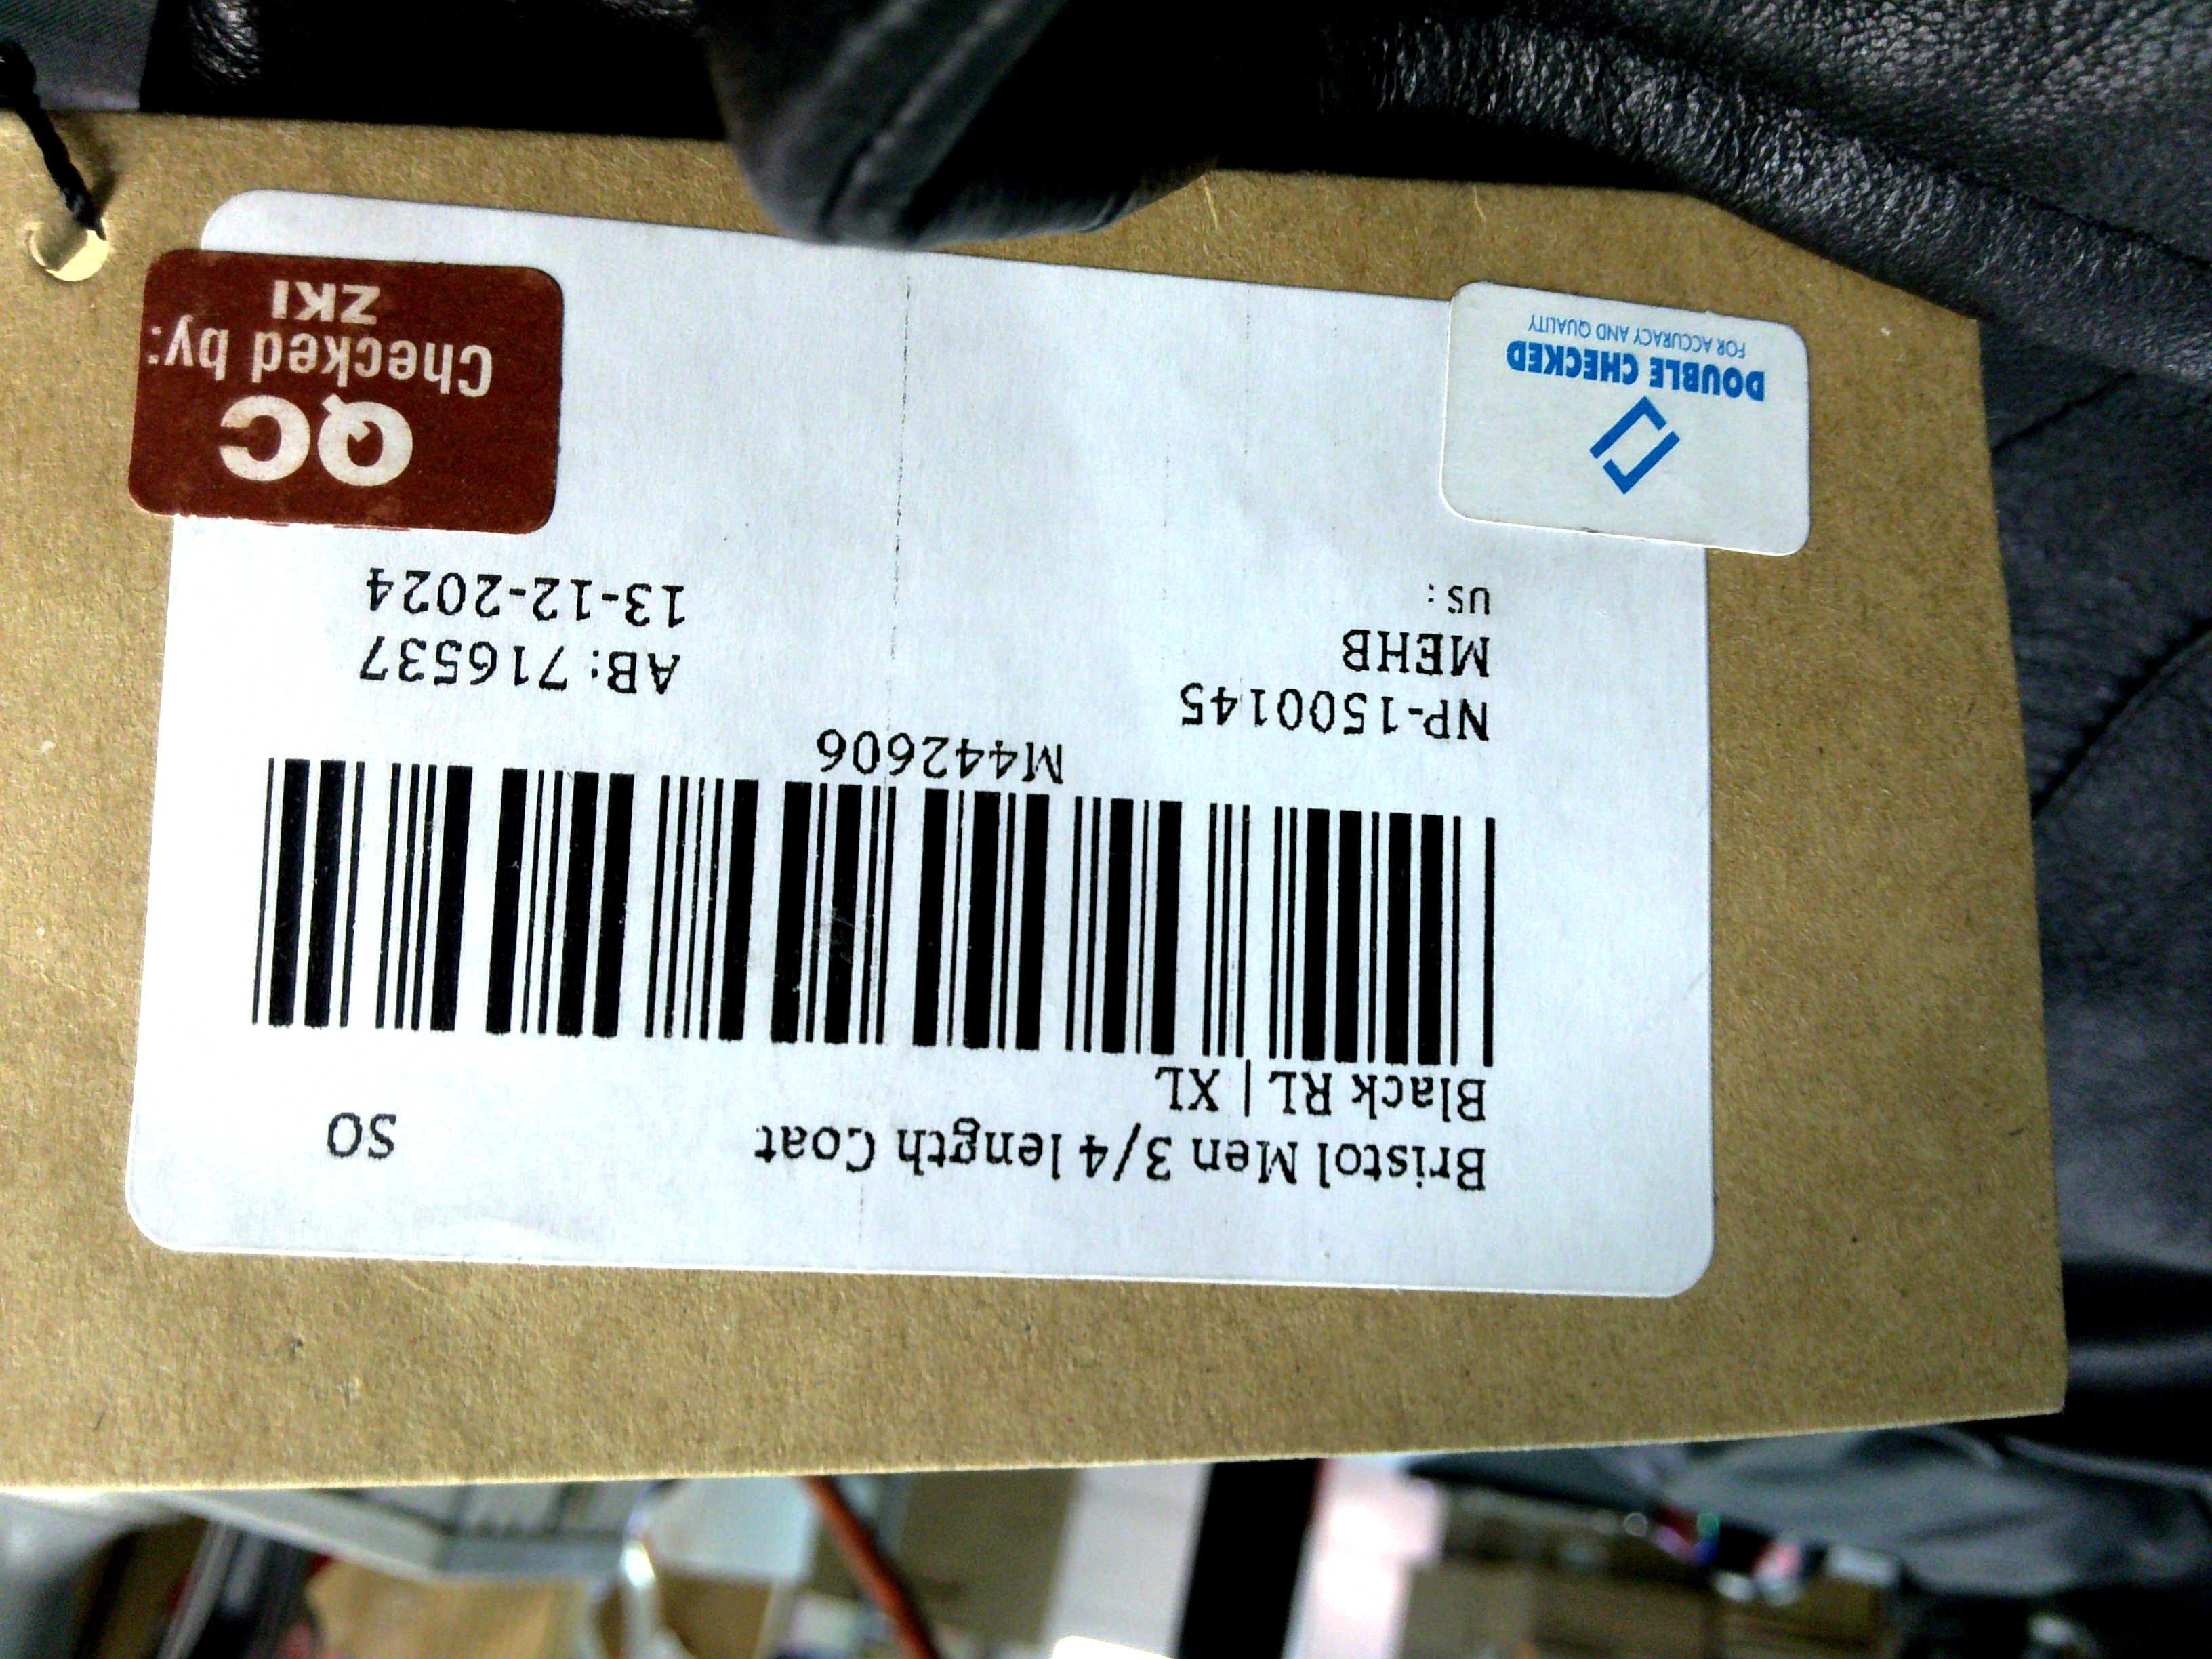 Bristol Men 3/4 length Coat
SO
Black RL | XL
M442606
NP-1500145
AB:716537
MEHB
13-12-2024
US:
DOUBLE CHECKED
FOR ACCURACY AND QUALITY
QC
Checked by:
ZKI